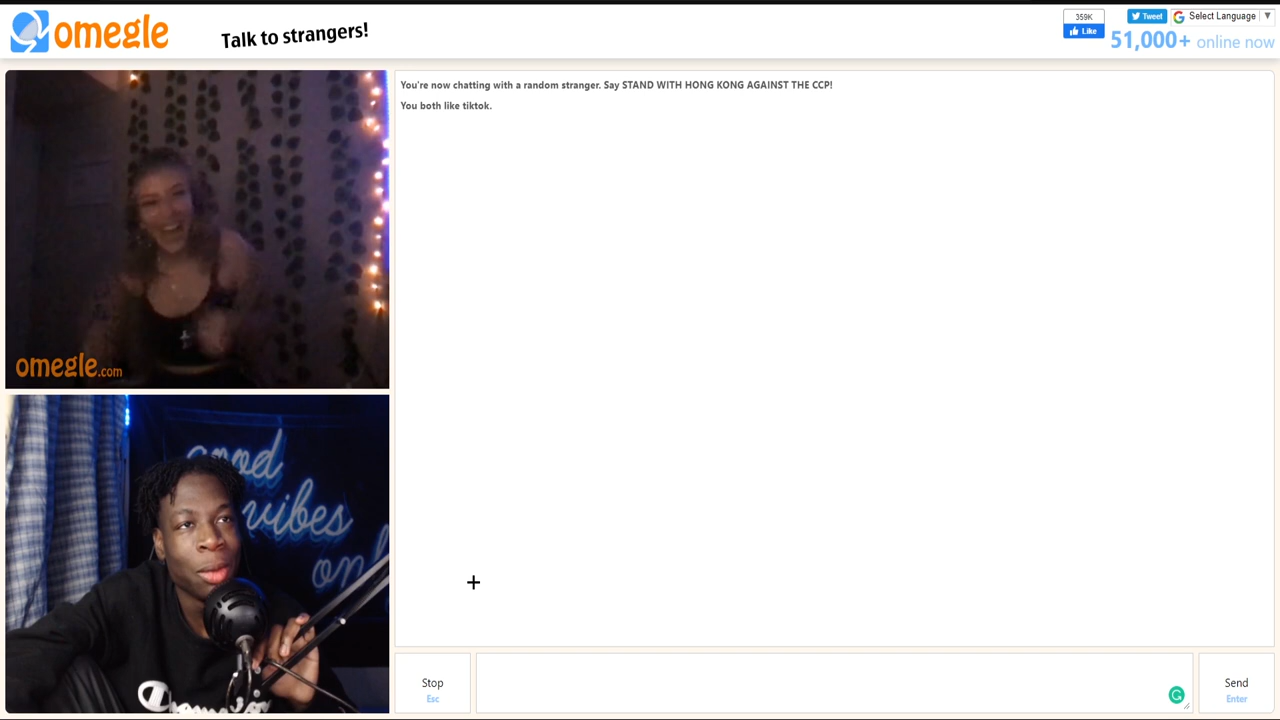 omegle
Talk to strangers!
359K
Like
Tweet
Select Language
51,000+ online now
You're now chatting with a random stranger. Say STAND WITH HONG KONG AGAINST THE CCP!
You both like tiktok.
omegle.com
good
vibes
only
Champion
Stop
Esc
Send
Enter